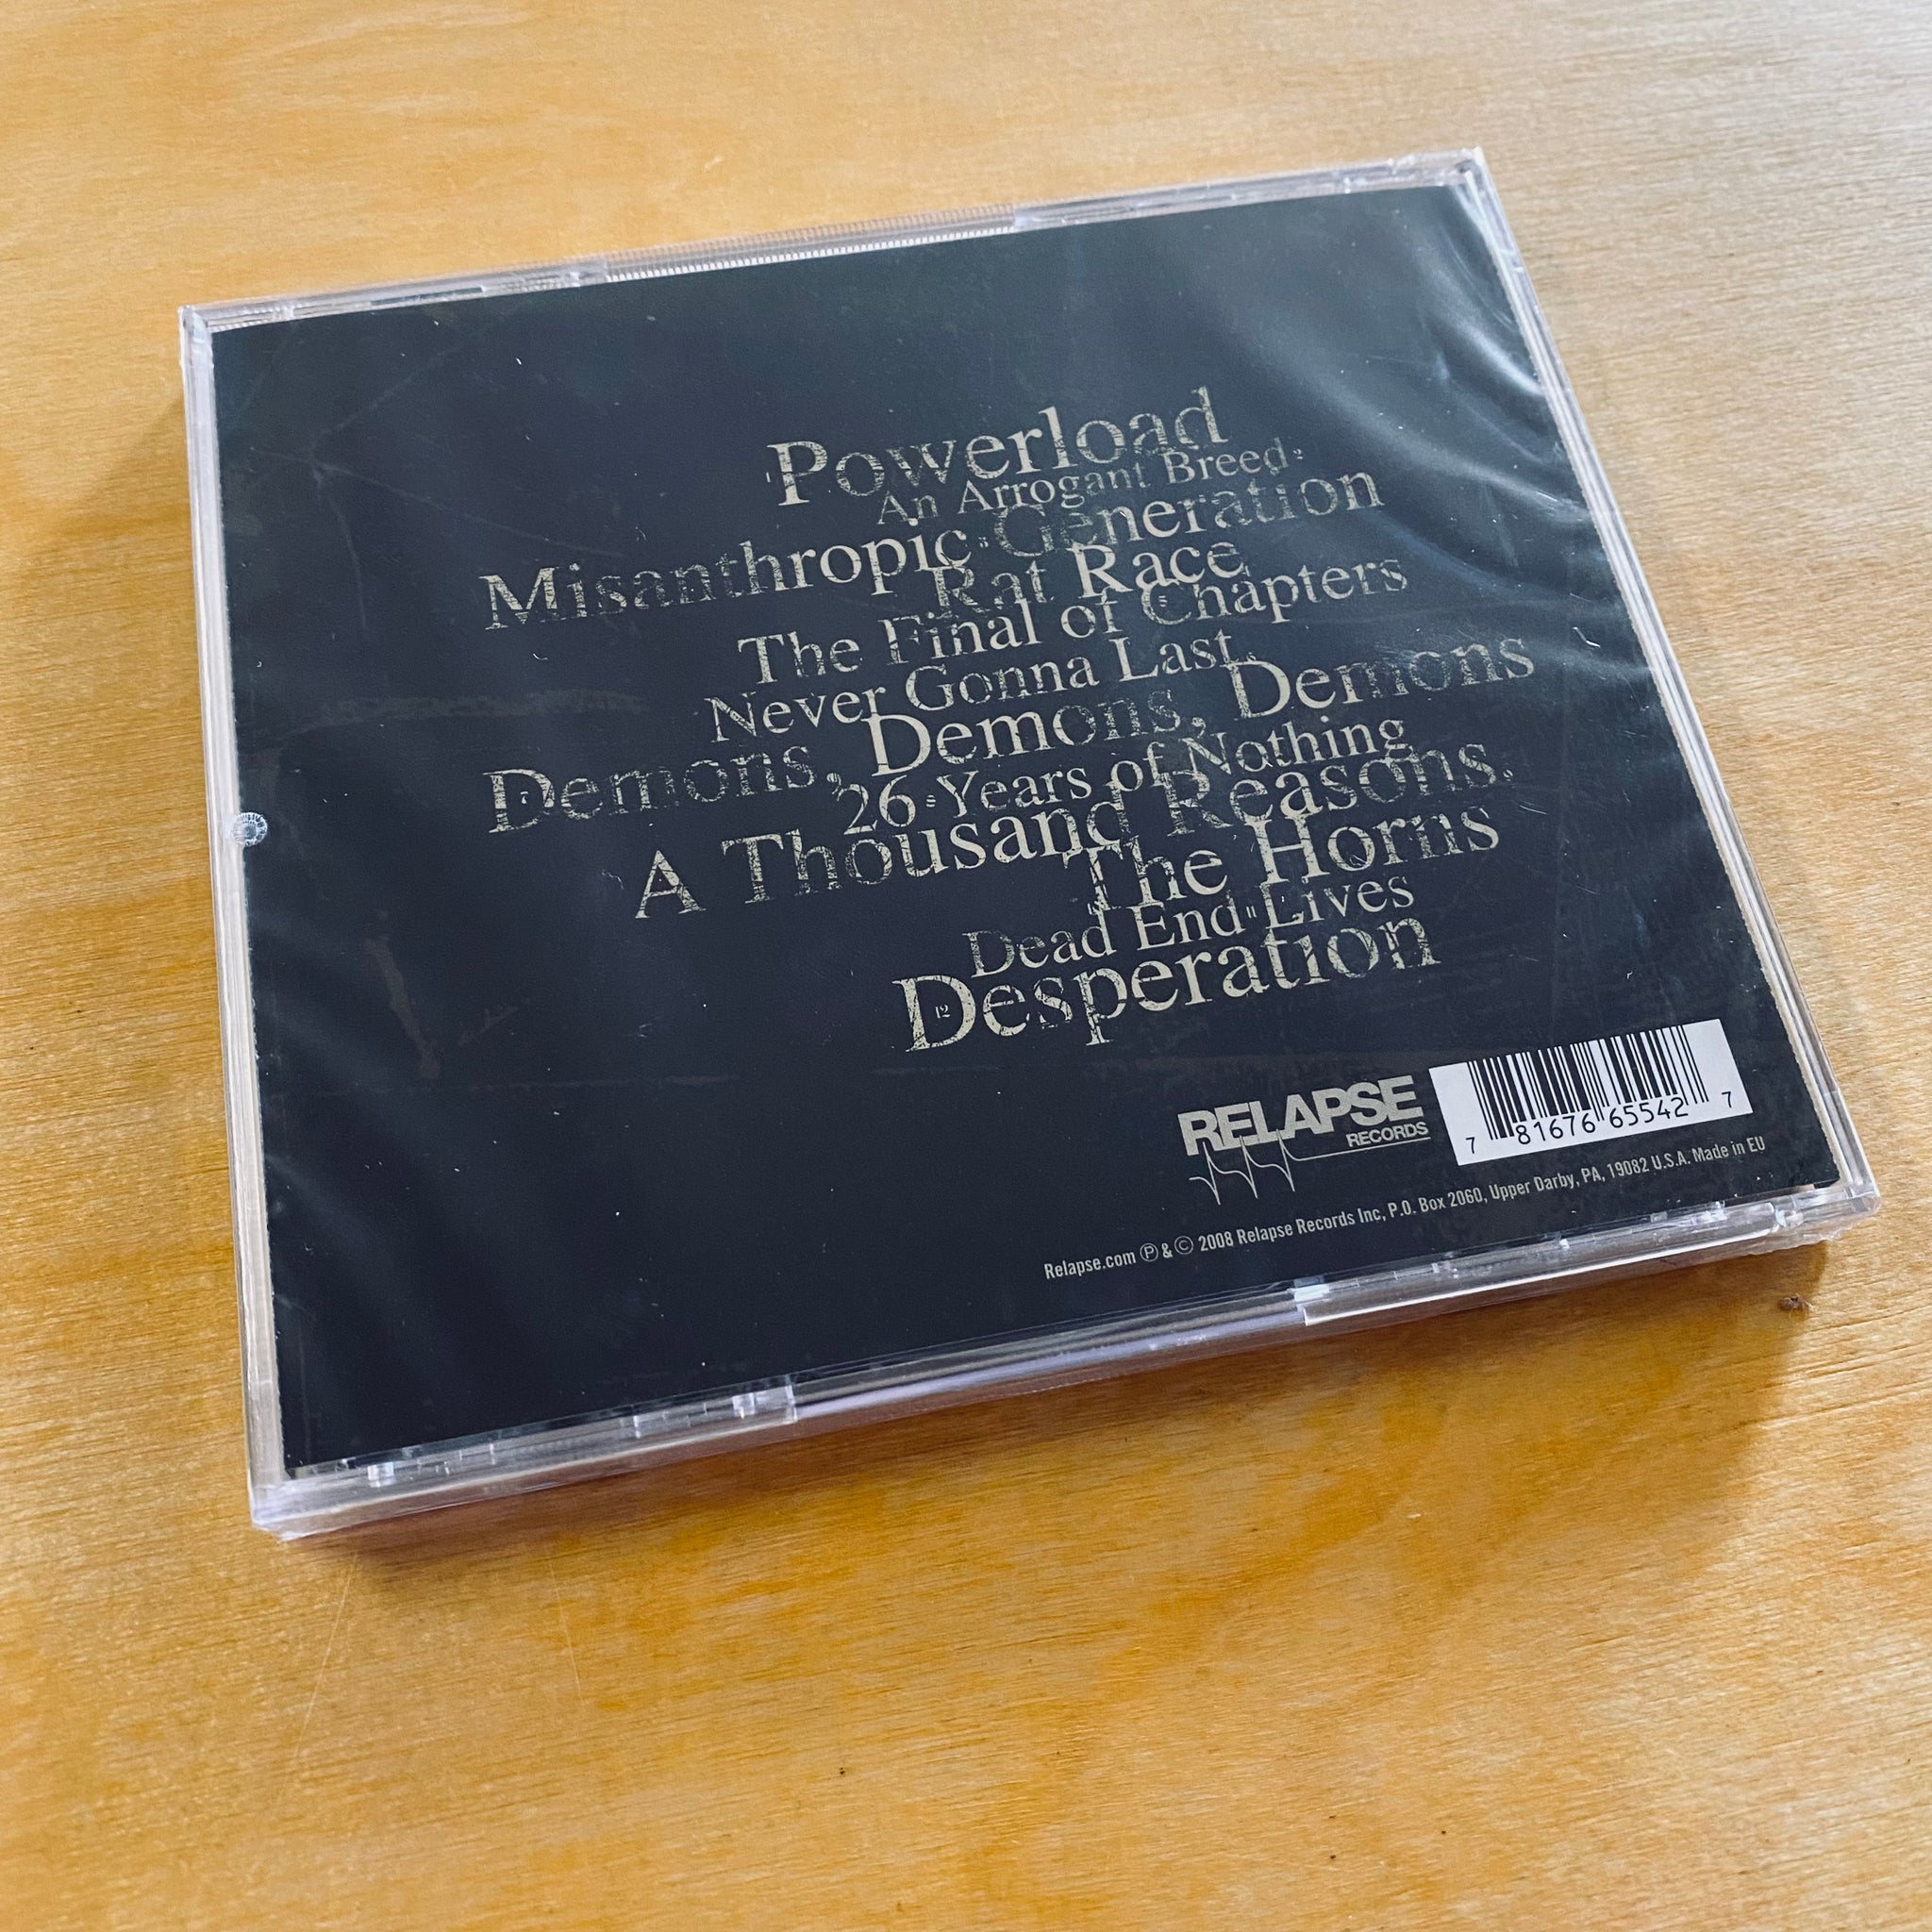 Powerload
An Arrogant Breed 2
Misanthropic Generation
Rat Race
The Final of Chapters
Never Gonna Last
Demons, Demons, Demons
26 Years of Nothing
A Thousand Reasons
The Horns
Dead End Lives
Desperation
12
RELAPSE
RECORDS
7 81676 65542 7
Relapse.com Ⓟ & © 2008 Relapse Records Inc, P.O. Box 2060, Upper Darby, PA, 19082 U.S.A. Made in EU